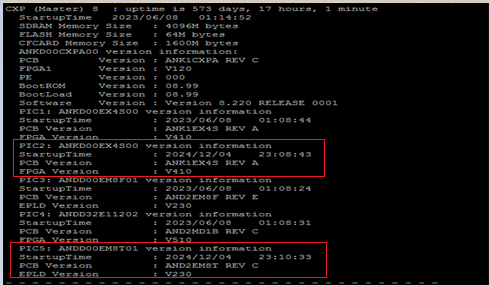 CXP (Master) 8  : uptime is 573 days, 17 hours, 1 minute
StartupTime   2023/06/08   01:14:52
SDRAM Memory Size  : 4096M bytes
FLASH Memory Size  : 64M bytes
CFCARD Memory Size : 1600M bytes
ANKD00CXPA00 version information:
PCB       Version : ANK1CXPA REV C
FPGA1     Version : V120
PE        Version : 000
BootROM   Version : 08.99
BootLoad  Version : 08.99
Software  Version : Version 8.220 RELEASE 0001
PIC1: ANKD00EX4S00 version information
StartupTime       : 2023/06/08   01:08:44
PCB Version       : ANK1EX4S REV A
FPGA Version      : V410
PIC2: ANKD00EX4S00 version information
StartupTime       : 2024/12/04   23:08:43
PCB Version       : ANK1EX4S REV A
FPGA Version      : V410
PIC3: ANDD00EM8F01 version information
StartupTime       : 2023/06/08   01:08:24
PCB Version       : AND2EM8F REV E
EPLD Version      : V230
PIC4: ANDD32E11202 version information
StartupTime       : 2023/06/08   01:08:31
PCB Version       : AND2MD1B REV C
FPGA Version      : V510
PIC5: ANDD00EM8T01 version information
StartupTime       : 2024/12/04   23:10:33
PCB Version       : AND2EM8T REV C
EPLD Version      : V230
- - - - - - - - - - - - - - - - - - - - - - - - - - - - - -